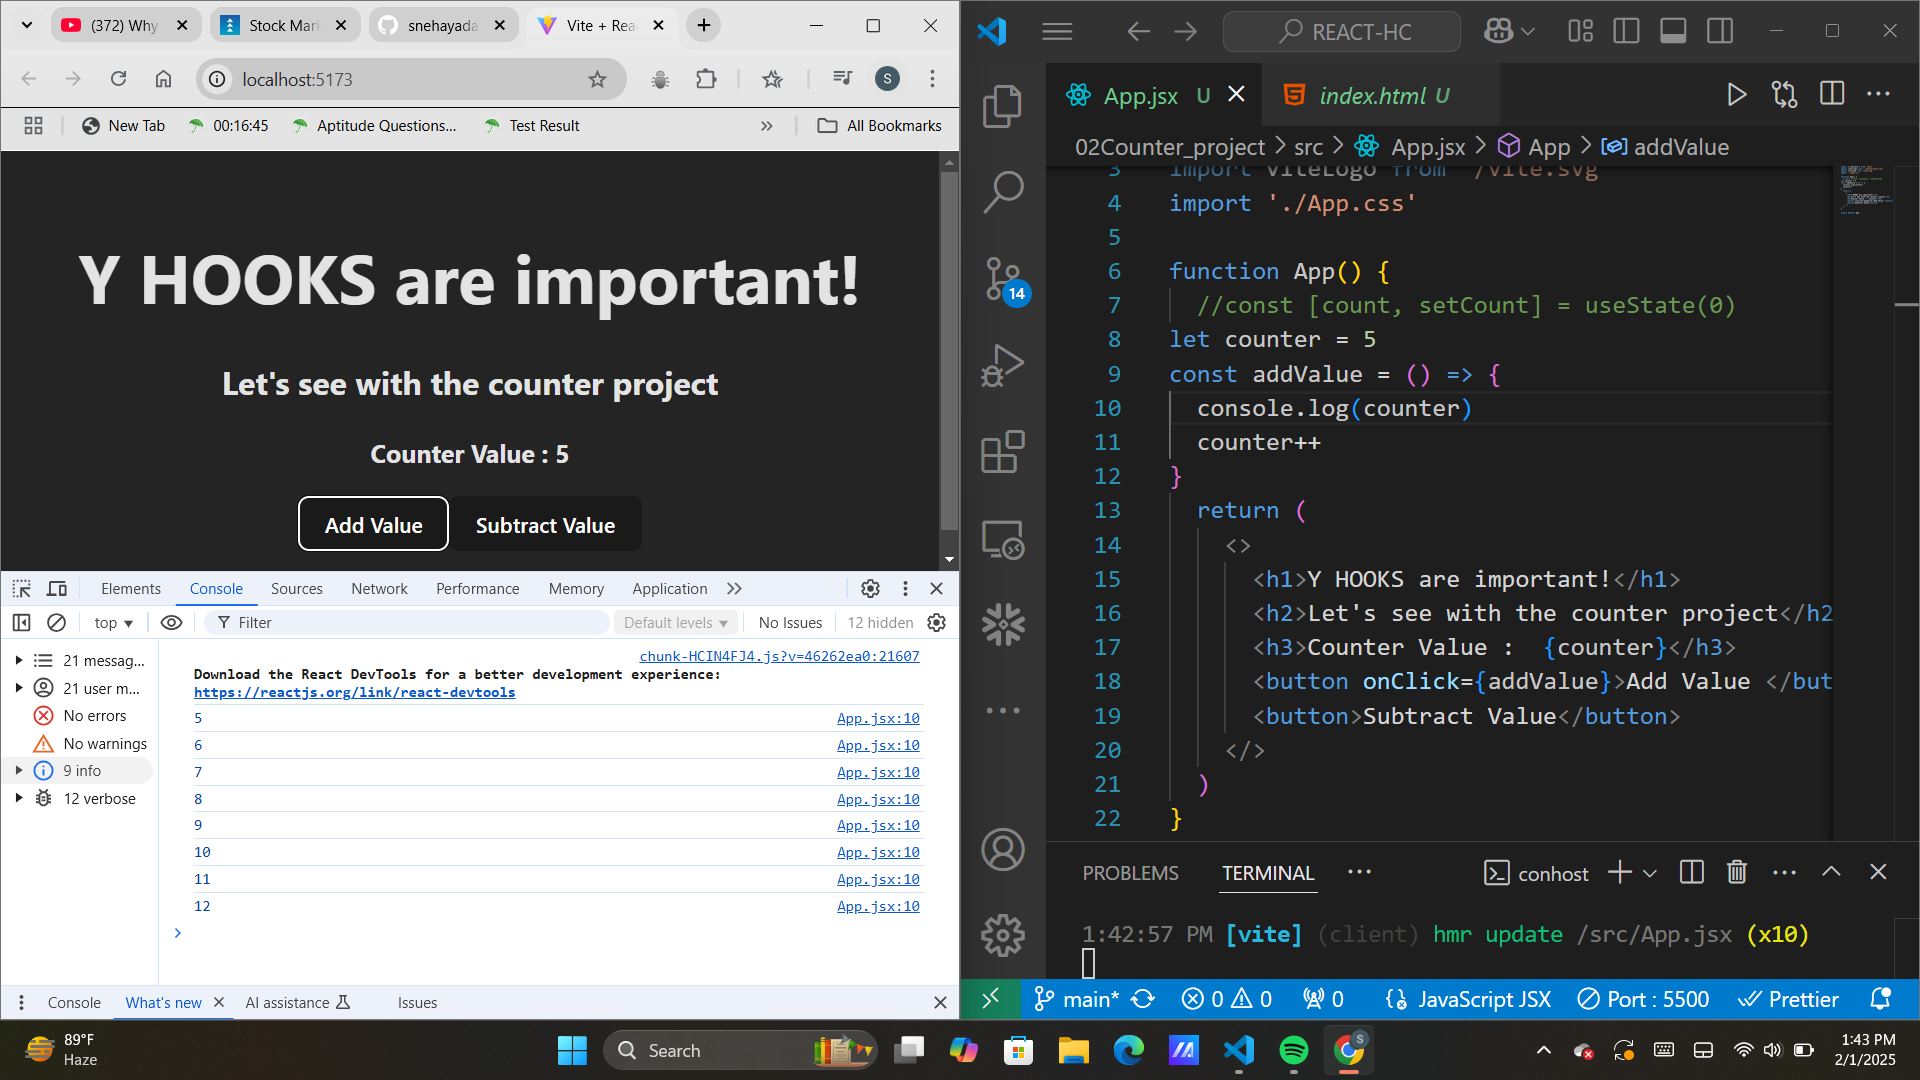 (372) Why
Stock Mar
snehayada
Vite + Rea
localhost:5173
S
New Tab
00:16:45
Aptitude Questions...
Test Result
All Bookmarks
Y HOOKS are important!
Let's see with the counter project
Counter Value : 5
Add Value
Subtract Value
Elements
Console
Sources
Network
Performance
Memory
Application
top
Filter
Default levels
No Issues
12 hidden
21 messag...
21 user m...
No errors
No warnings
9 info
12 verbose
chunk-HCIN4FJ4.js?v=46262ea0:21607
Download the React DevTools for a better development experience:
https://reactjs.org/link/react-devtools
5 App.jsx:10
6 App.jsx:10
7 App.jsx:10
8 App.jsx:10
9 App.jsx:10
10 App.jsx:10
11 App.jsx:10
12 App.jsx:10
Console
What's new
AI assistance
Issues
REACT-HC
App.jsx U
index.html U
02Counter_project > src > App.jsx > App > addValue
14
3 import viteLogo from '/vite.svg'
4 import './App.css'
5
6 function App() {
7 //const [count, setCount] = useState(0)
8 let counter = 5
9 const addValue = () => {
10 console.log(counter)
11 counter++
12 }
13 return (
14 <>
15 <h1>Y HOOKS are important!</h1>
16 <h2>Let's see with the counter project</h2
17 <h3>Counter Value :  {counter}</h3>
18 <button onClick={addValue}>Add Value </but
19 <button>Subtract Value</button>
20 </>
21 )
22 }
PROBLEMS
TERMINAL
conhost
1:42:57 PM [vite] (client) hmr update /src/App.jsx (x10)
main*
0
0
0
JavaScript JSX
Port : 5500
Prettier
89°F
Haze
Search
S
1:43 PM
2/1/2025